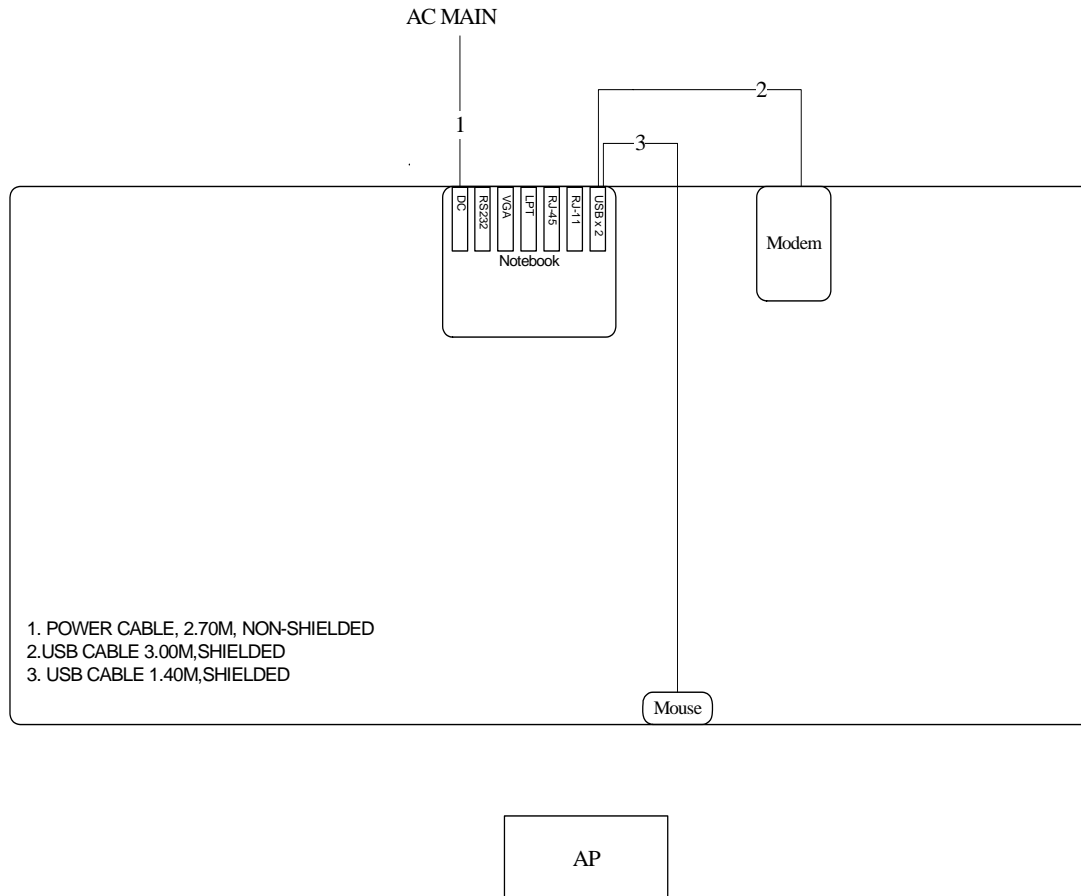 AC MAIN
2
1
3
DC
RS232
VGA
LPT
RJ-45
RJ-11
USB x 2
Notebook
Modem
1. POWER CABLE, 2.70M, NON-SHIELDED
2.USB CABLE 3.00M,SHIELDED
3. USB CABLE 1.40M,SHIELDED
Mouse
AP